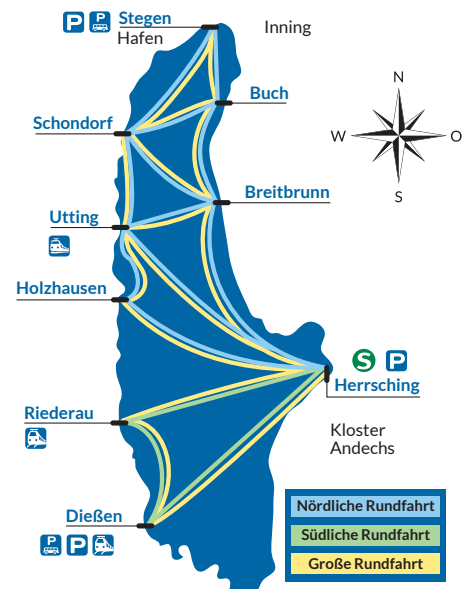 P P Stegen
Hafen
Inning
Buch
Schondorf
N
W O
S
Breitbrunn
Utting
Holzhausen
S P
Herrsching
Riederau
Kloster
Andechs
Dießen
P P
Nördliche Rundfahrt
Südliche Rundfahrt
Große Rundfahrt